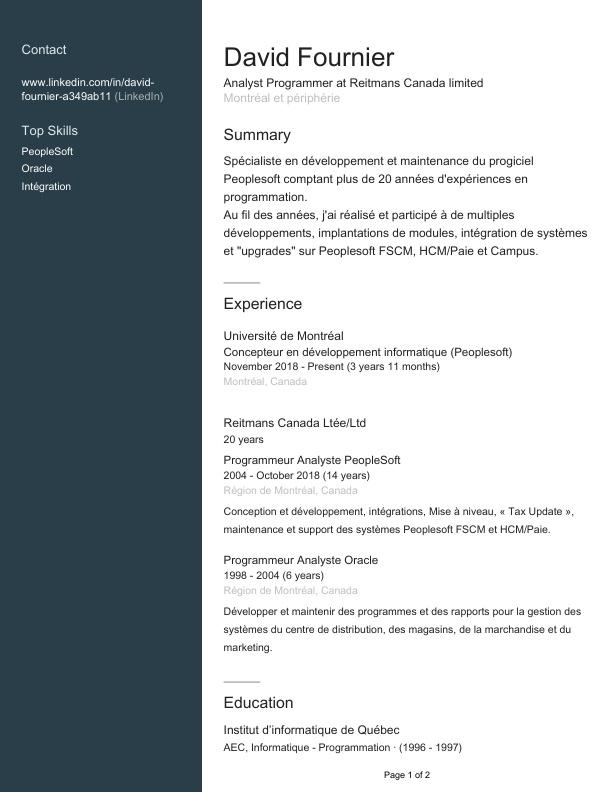 Contact
www.linkedin.com/in/david-
fournier-a349ab11 (LinkedIn)
Top Skills
PeopleSoft
Oracle
Intégration
David Fournier
Analyst Programmer at Reitmans Canada limited
Montréal et périphérie
Summary
Spécialiste en développement et maintenance du progiciel
Peoplesoft comptant plus de 20 années d'expériences en
programmation.
Au fil des années, j'ai réalisé et participé à de multiples
développements, implantations de modules, intégration de systèmes
et "upgrades" sur Peoplesoft FSCM, HCM/Paie et Campus.
Experience
Université de Montréal
Concepteur en développement informatique (Peoplesoft)
November 2018 - Present (3 years 11 months)
Montréal, Canada
Reitmans Canada Ltée/Ltd
20 years
Programmeur Analyste PeopleSoft
2004 - October 2018 (14 years)
Région de Montréal, Canada
Conception et développement, intégrations, Mise à niveau, « Tax Update »,
maintenance et support des systèmes Peoplesoft FSCM et HCM/Paie.
Programmeur Analyste Oracle
1998 - 2004 (6 years)
Région de Montréal, Canada
Développer et maintenir des programmes et des rapports pour la gestion des
systèmes du centre de distribution, des magasins, de la marchandise et du
marketing.
Education
Institut d'informatique de Québec
AEC, Informatique - Programmation · (1996 - 1997)
Page 1 of 2